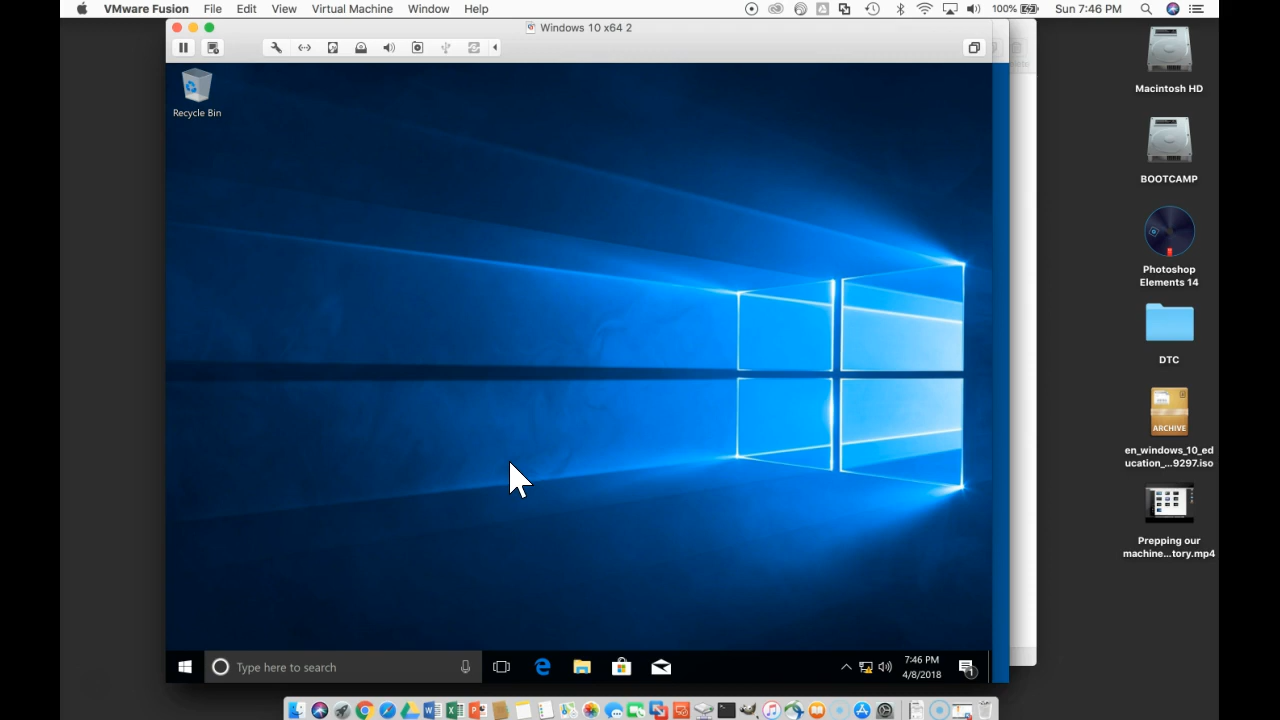 VMware Fusion File Edit View Virtual Machine Window Help 100% Sun 7:46 PM
Windows 10 x64 2
Recycle Bin
Macintosh HD
BOOTCAMP
Photoshop
Elements 14
DTC
ARCHIVE
en_windows_10_ed
ucation_...9297.iso
Prepping our
machine...tory.mp4
Type here to search
7:46 PM
4/8/2018
1